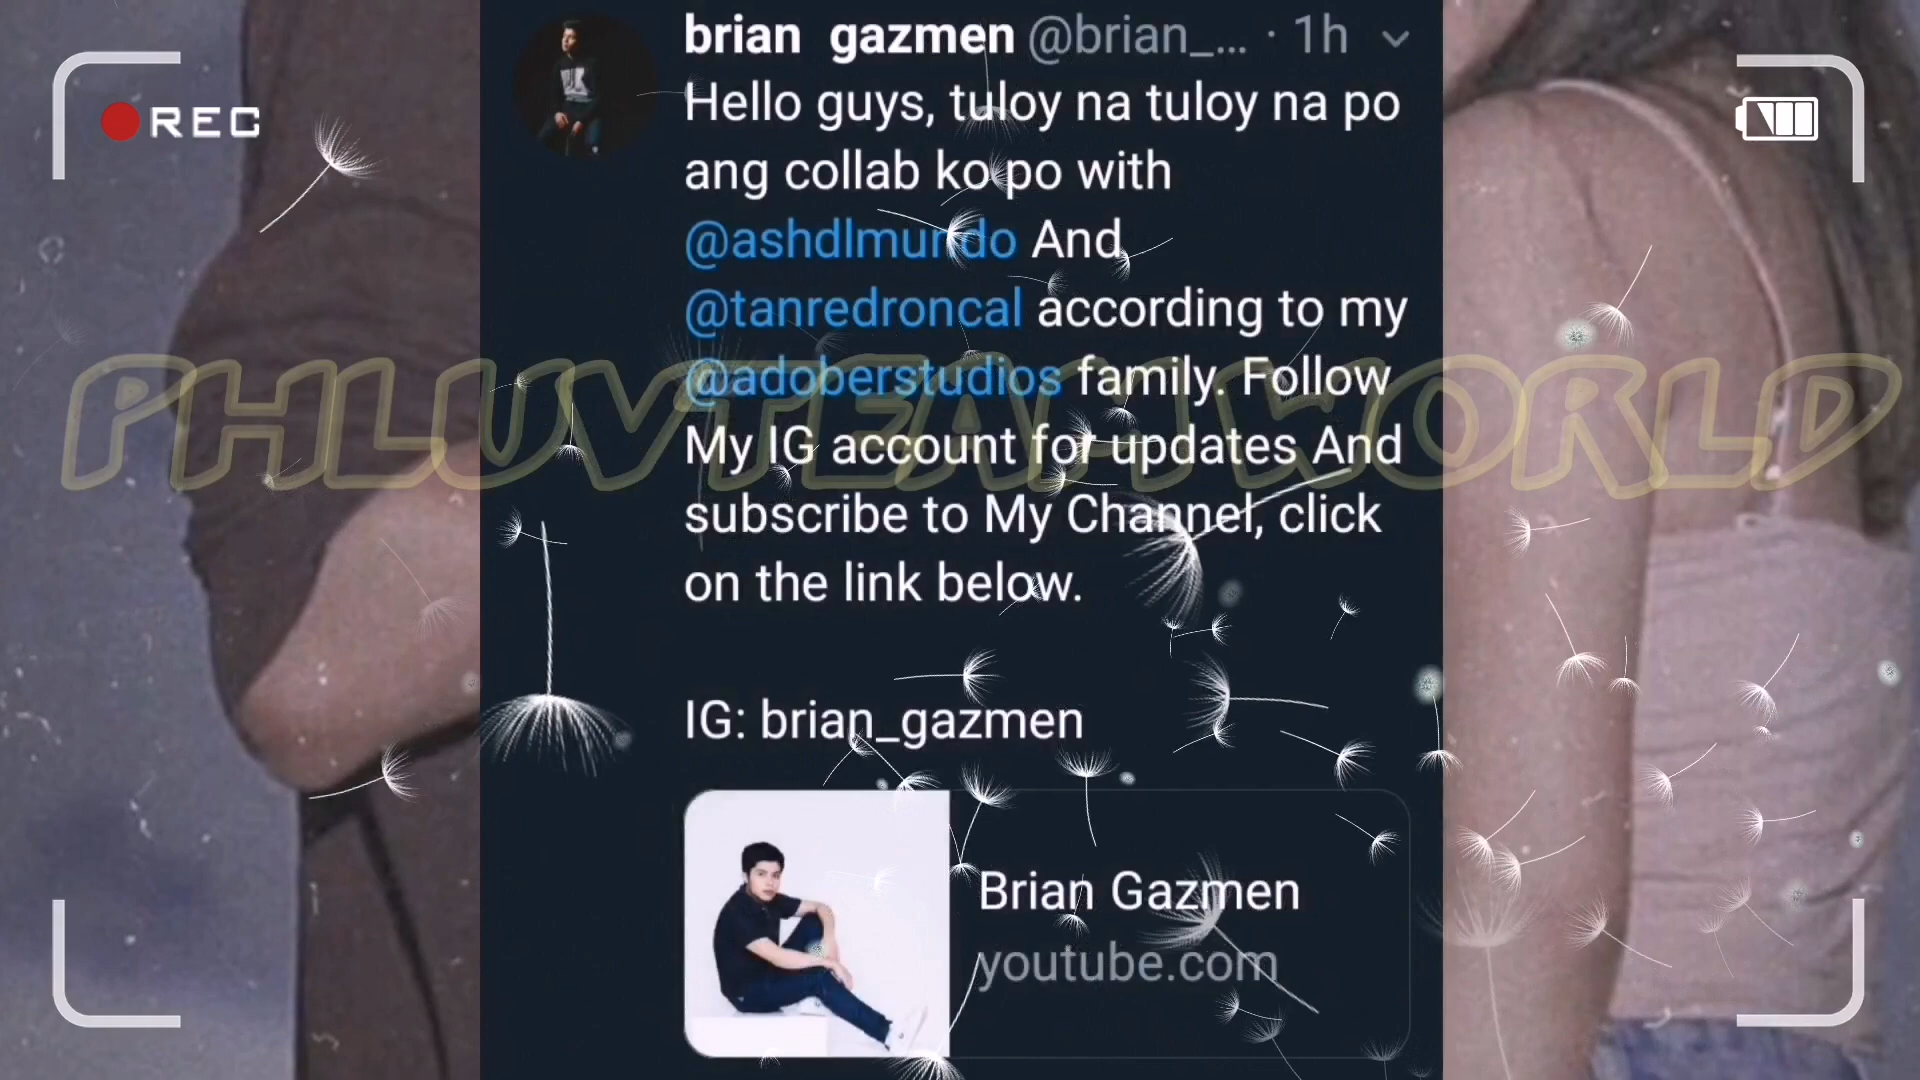 REC
brian gazmen @brian_... · 1h
Hello guys, tuloy na tuloy na po
ang collab ko po with
@ashdlmundo And
@tanredroncal according to my
@adoberstudios family. Follow
PHLUVTEAM WORLD
My IG account for updates And
subscribe to My Channel, click
on the link below.
IG: brian_gazmen
Brian Gazmen
youtube.com